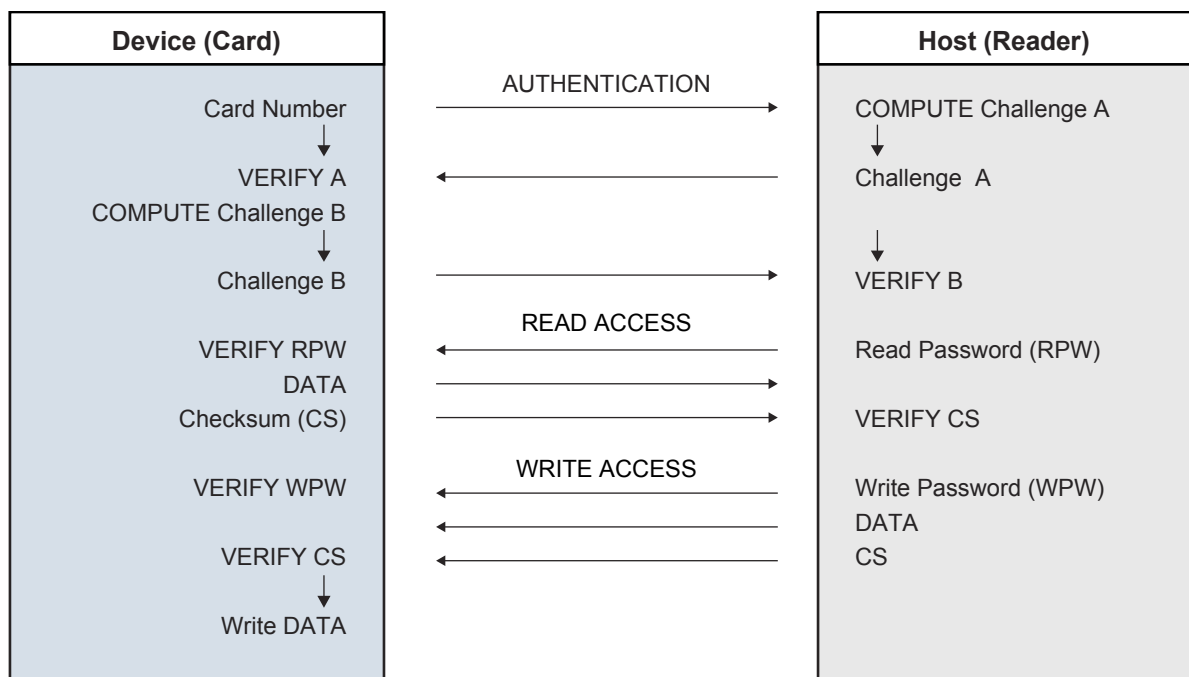 Device (Card)
Host (Reader)
AUTHENTICATION
Card Number
COMPUTE Challenge A
VERIFY A
Challenge A
COMPUTE Challenge B
Challenge B
VERIFY B
READ ACCESS
VERIFY RPW
Read Password (RPW)
DATA
Checksum (CS)
VERIFY CS
WRITE ACCESS
VERIFY WPW
Write Password (WPW)
DATA
VERIFY CS
CS
Write DATA